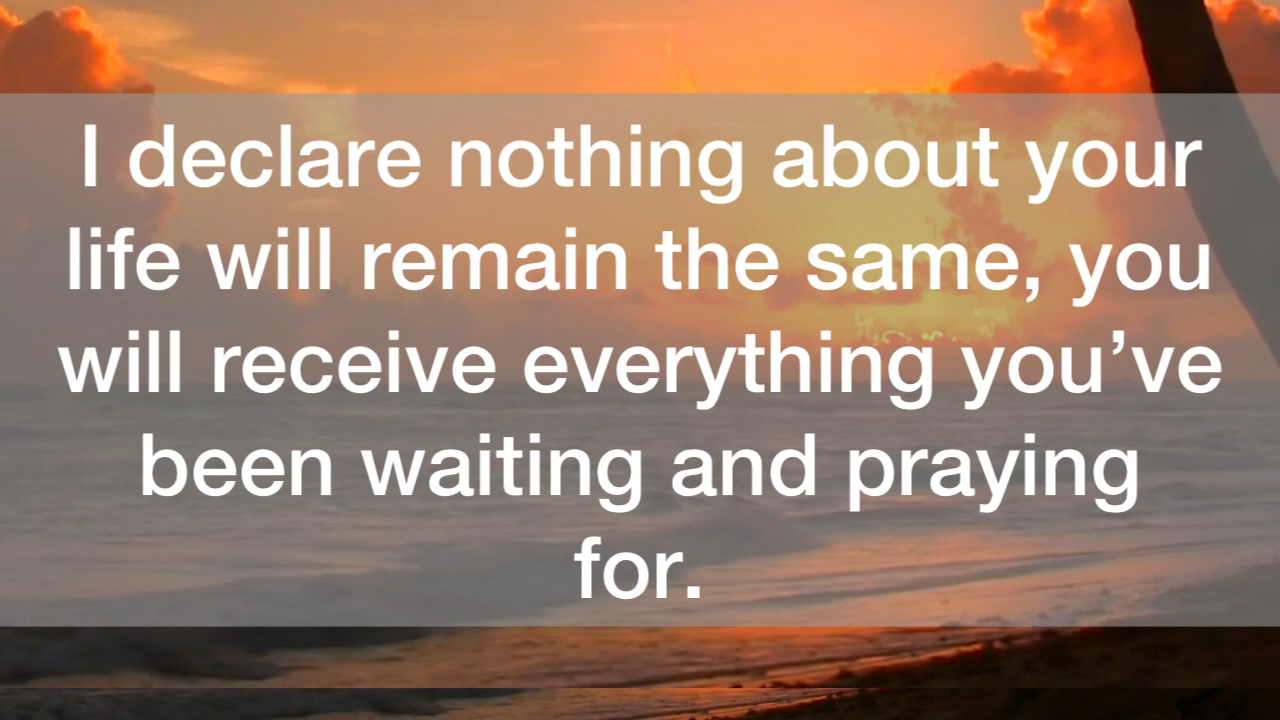 I declare nothing about your
life will remain the same, you
will receive everything you’ve
been waiting and praying
for.